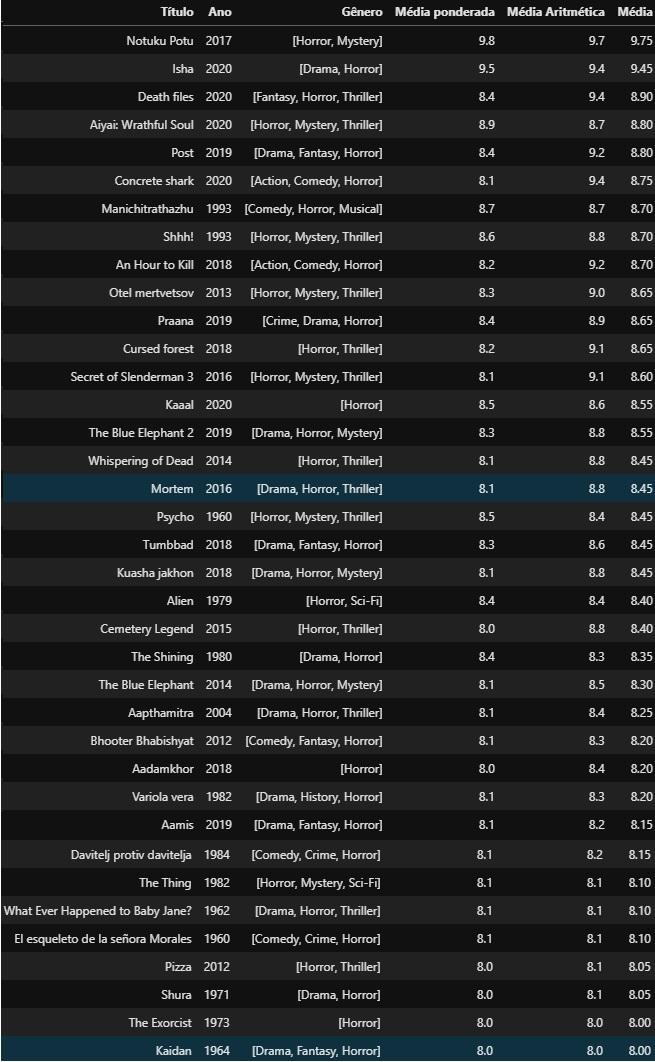 Título Ano Gênero Média ponderada Média Aritmética Média
Notuku Potu 2017 [Horror, Mystery] 9.8 9.7 9.75
Isha 2020 [Drama, Horror] 9.5 9.4 9.45
Death files 2020 [Fantasy, Horror, Thriller] 8.4 9.4 8.90
Aiyai: Wrathful Soul 2020 [Horror, Mystery, Thriller] 8.9 8.7 8.80
Post 2019 [Drama, Fantasy, Horror] 8.4 9.2 8.80
Concrete shark 2020 [Action, Comedy, Horror] 8.1 9.4 8.75
Manichitrathazhu 1993 [Comedy, Horror, Musical] 8.7 8.7 8.70
Shhh! 1993 [Horror, Mystery, Thriller] 8.6 8.8 8.70
An Hour to Kill 2018 [Action, Comedy, Horror] 8.2 9.2 8.70
Otel mertvetsov 2013 [Horror, Mystery, Thriller] 8.3 9.0 8.65
Praana 2019 [Crime, Drama, Horror] 8.4 8.9 8.65
Cursed forest 2018 [Horror, Thriller] 8.2 9.1 8.65
Secret of Slenderman 3 2016 [Horror, Mystery, Thriller] 8.1 9.1 8.60
Kaaal 2020 [Horror] 8.5 8.6 8.55
The Blue Elephant 2 2019 [Drama, Horror, Mystery] 8.3 8.8 8.55
Whispering of Dead 2014 [Horror, Thriller] 8.1 8.8 8.45
Mortem 2016 [Drama, Horror, Thriller] 8.1 8.8 8.45
Psycho 1960 [Horror, Mystery, Thriller] 8.5 8.4 8.45
Tumbbad 2018 [Drama, Fantasy, Horror] 8.3 8.6 8.45
Kuasha jakhon 2018 [Drama, Horror, Mystery] 8.1 8.8 8.45
Alien 1979 [Horror, Sci-Fi] 8.4 8.4 8.40
Cemetery Legend 2015 [Horror, Thriller] 8.0 8.8 8.40
The Shining 1980 [Drama, Horror] 8.4 8.3 8.35
The Blue Elephant 2014 [Drama, Horror, Mystery] 8.1 8.5 8.30
Aapthamitra 2004 [Drama, Horror, Thriller] 8.1 8.4 8.25
Bhooter Bhabishyat 2012 [Comedy, Fantasy, Horror] 8.1 8.3 8.20
Aadamkhor 2018 [Horror] 8.0 8.4 8.20
Variola vera 1982 [Drama, History, Horror] 8.1 8.3 8.20
Aamis 2019 [Drama, Fantasy, Horror] 8.1 8.2 8.15
Davitelj protiv davitelja 1984 [Comedy, Crime, Horror] 8.1 8.2 8.15
The Thing 1982 [Horror, Mystery, Sci-Fi] 8.1 8.1 8.10
What Ever Happened to Baby Jane? 1962 [Drama, Horror, Thriller] 8.1 8.1 8.10
El esqueleto de la señora Morales 1960 [Comedy, Crime, Horror] 8.1 8.1 8.10
Pizza 2012 [Horror, Thriller] 8.0 8.1 8.05
Shura 1971 [Drama, Horror] 8.0 8.1 8.05
The Exorcist 1973 [Horror] 8.0 8.0 8.00
Kaidan 1964 [Drama, Fantasy, Horror] 8.0 8.0 8.00